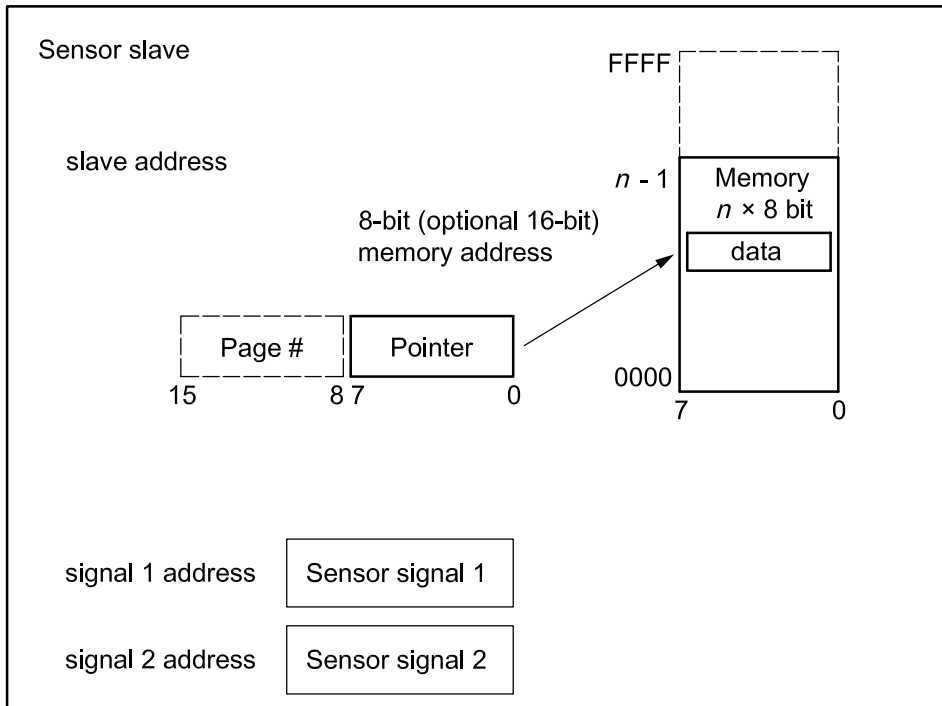 Sensor slave
FFFF
slave address
n - 1
Memory
n × 8 bit
8-bit (optional 16-bit)
memory address
data
Page #
Pointer
0000
15
8 7
0
7
0
signal 1 address
Sensor signal 1
signal 2 address
Sensor signal 2